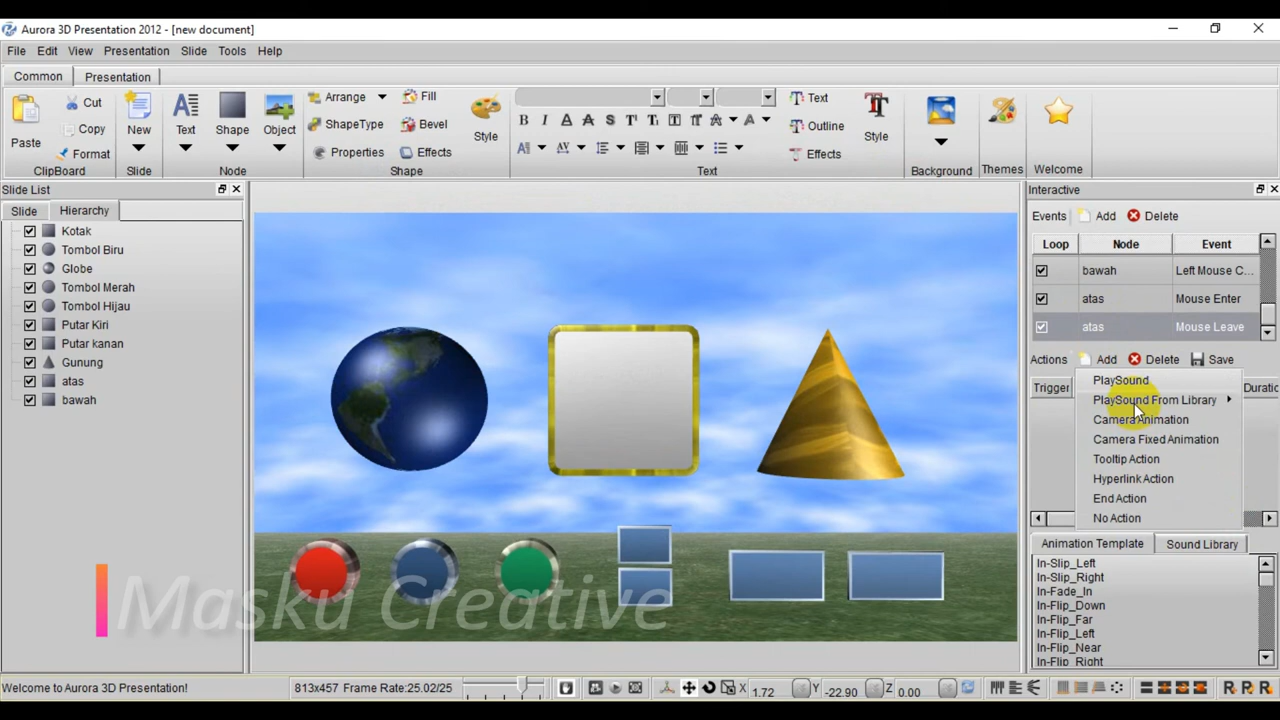 Aurora 3D Presentation 2012 - [new document]
File Edit View Presentation Slide Tools Help
Common Presentation
Paste Cut Copy Format ClipBoard
New Slide
Text Shape Object Node
Arrange Fill
ShapeType Bevel
Properties Effects
Style
Shape
B I A A S T T T T A A
Text Outline Effects
Style
Text
Background
Themes
Welcome
Slide List
Slide Hierarchy
Kotak
Tombol Biru
Globe
Tombol Merah
Tombol Hijau
Putar Kiri
Putar kanan
Gunung
atas
bawah
Interactive
Events Add Delete
Loop Node Event
bawah Left Mouse C...
atas Mouse Enter
atas Mouse Leave
Actions Add Delete Save
Trigger Duratic
PlaySound
PlaySound From Library
Camera Animation
Camera Fixed Animation
Tooltip Action
Hyperlink Action
End Action
No Action
Animation Template Sound Library
In-Slip_Left
In-Slip_Right
In-Fade_In
In-Flip_Down
In-Flip_Far
In-Flip_Left
In-Flip_Near
In-Flip_Right
Masku Creative
Welcome to Aurora 3D Presentation! 813x457 Frame Rate:25.02/25 X 1.72 Y -22.90 Z 0.00